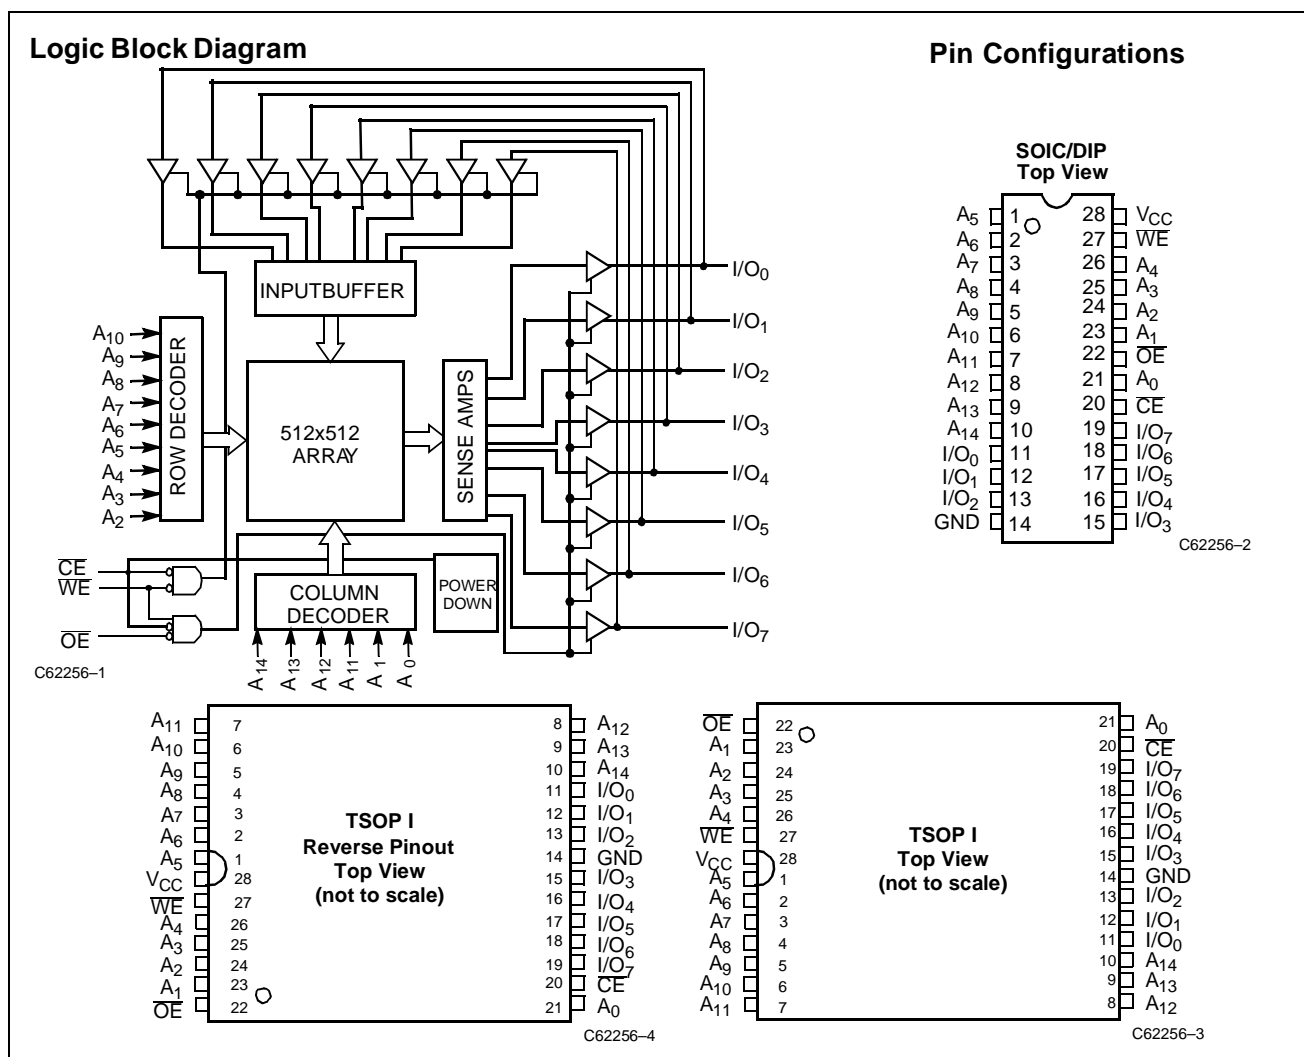 Logic Block Diagram
Pin Configurations
INPUTBUFFER
A10
A9
A8
A7
A6
A5
A4
A3
A2
ROW DECODER
512x512
ARRAY
SENSE AMPS
I/O0
I/O1
I/O2
I/O3
I/O4
I/O5
I/O6
I/O7
CE
WE
OE
COLUMN
DECODER
POWER
DOWN
A14
A13
A12
A11
A1
A0
C62256–1
SOIC/DIP
Top View
A5 1 28 VCC
A6 2 27 WE
A7 3 26 A4
A8 4 25 A3
A9 5 24 A2
A10 6 23 A1
A11 7 22 OE
A12 8 21 A0
A13 9 20 CE
A14 10 19 I/O7
I/O0 11 18 I/O6
I/O1 12 17 I/O5
I/O2 13 16 I/O4
GND 14 15 I/O3
C62256–2
A11 7 8 A12
A10 6 9 A13
A9 5 10 A14
A8 4 11 I/O0
A7 3 12 I/O1
A6 2 13 I/O2
A5 1 14 GND
VCC 28 15 I/O3
WE 27 16 I/O4
A4 26 17 I/O5
A3 25 18 I/O6
A2 24 19 I/O7
A1 23 20 CE
OE 22 21 A0
TSOP I
Reverse Pinout
Top View
(not to scale)
C62256–4
OE 22 21 A0
A1 23 20 CE
A2 24 19 I/O7
A3 25 18 I/O6
A4 26 17 I/O5
WE 27 16 I/O4
VCC 28 15 I/O3
A5 1 14 GND
A6 2 13 I/O2
A7 3 12 I/O1
A8 4 11 I/O0
A9 5 10 A14
A10 6 9 A13
A11 7 8 A12
TSOP I
Top View
(not to scale)
C62256–3